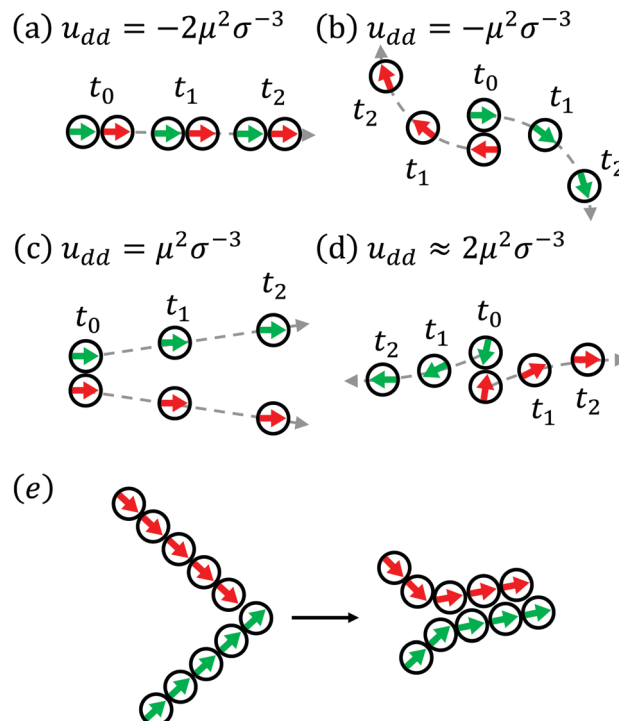 (a) u_dd = −2μ²σ⁻³
t₀ t₁ t₂
(b) u_dd = −μ²σ⁻³
t₀
t₁
t₂
t₂
t₁
(c) u_dd = μ²σ⁻³
t₀ t₁ t₂
(d) u_dd ≈ 2μ²σ⁻³
t₂ t₁ t₀
t₁ t₂
(e)